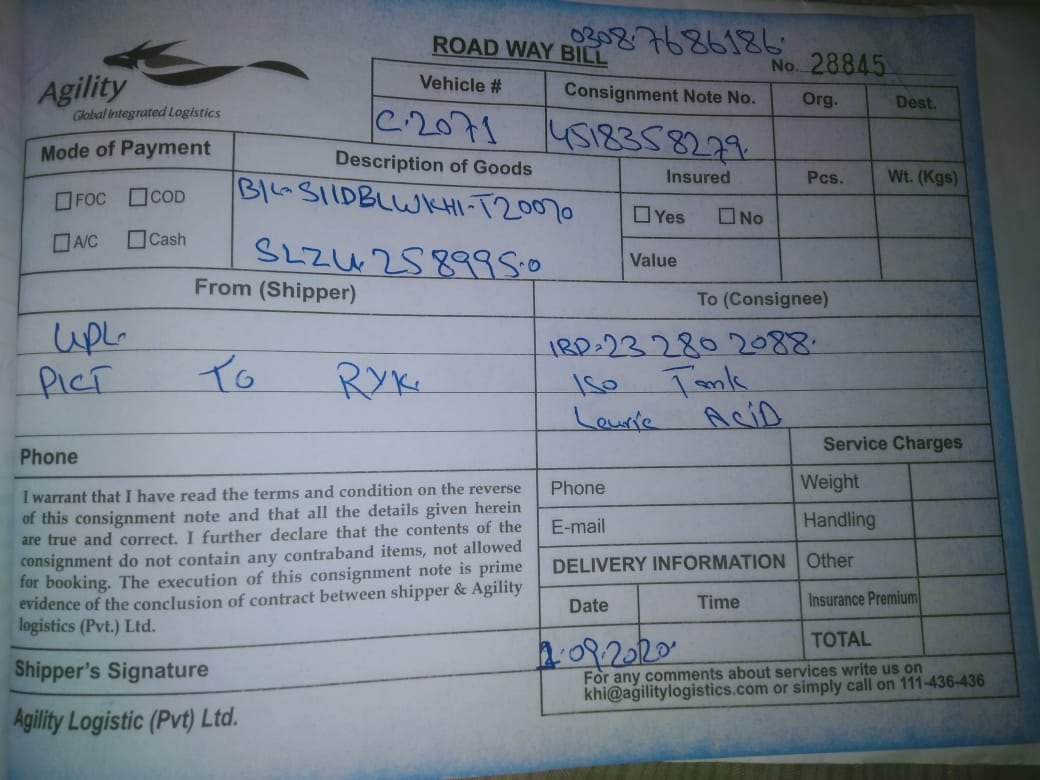 Agility
Global Integrated Logistics
0308.7686186.
ROAD WAY BILL
No. 28845
Vehicle #
Consignment Note No.
Org.
Dest.
C.2071
4518358279.
Mode of Payment
Description of Goods
Insured
Pcs.
Wt. (Kgs)
FOC
COD
A/C
Cash
B/L. SIIDBLWKHI-T20070
SLZU.258995.0
Yes
No
Value
From (Shipper)
To (Consignee)
UPL.
PICT To RYK.
23 280 2088.
Iso Tank
Lauric ACiD
Phone
I warrant that I have read the terms and condition on the reverse
of this consignment note and that all the details given herein
are true and correct. I further declare that the contents of the
consignment do not contain any contraband items, not allowed
for booking. The execution of this consignment note is prime
evidence of the conclusion of contract between shipper & Agility
logistics (Pvt.) Ltd.
Shipper's Signature
Agility Logistic (Pvt) Ltd.
Phone
E-mail
DELIVERY INFORMATION
Date
Time
09.2020.
Service Charges
Weight
Handling
Other
Insurance Premium
TOTAL
For any comments about services write us on
khi@agilitylogistics.com or simply call on 111-436-436